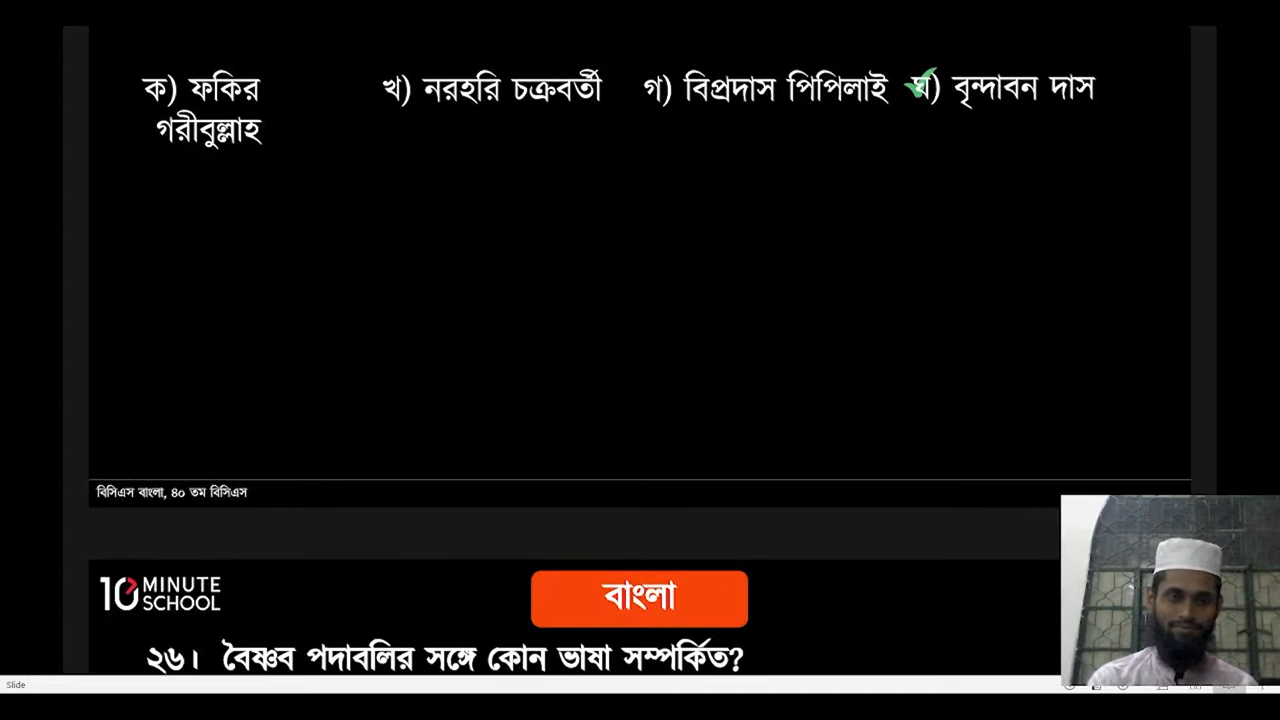 ক) ফকির গরীবুল্লাহ
খ) নরহরি চক্রবর্তী
গ) বিপ্রদাস পিপিলাই
ঘ) বৃন্দাবন দাস
বিসিএস বাংলা, ৪০ তম বিসিএস
10 MINUTE SCHOOL
বাংলা
২৬। বৈষ্ণব পদাবলির সঙ্গে কোন ভাষা সম্পর্কিত?
Slide